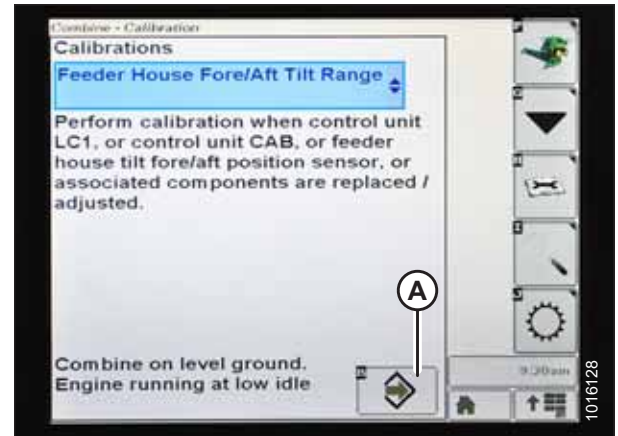 Combine - Calibration
Calibrations
Feeder House Fore/Aft Tilt Range
Perform calibration when control unit
LC1, or control unit CAB, or feeder
house tilt fore/aft position sensor, or
associated components are replaced /
adjusted.
A
Combine on level ground.
Engine running at low idle
9:30am
1016128